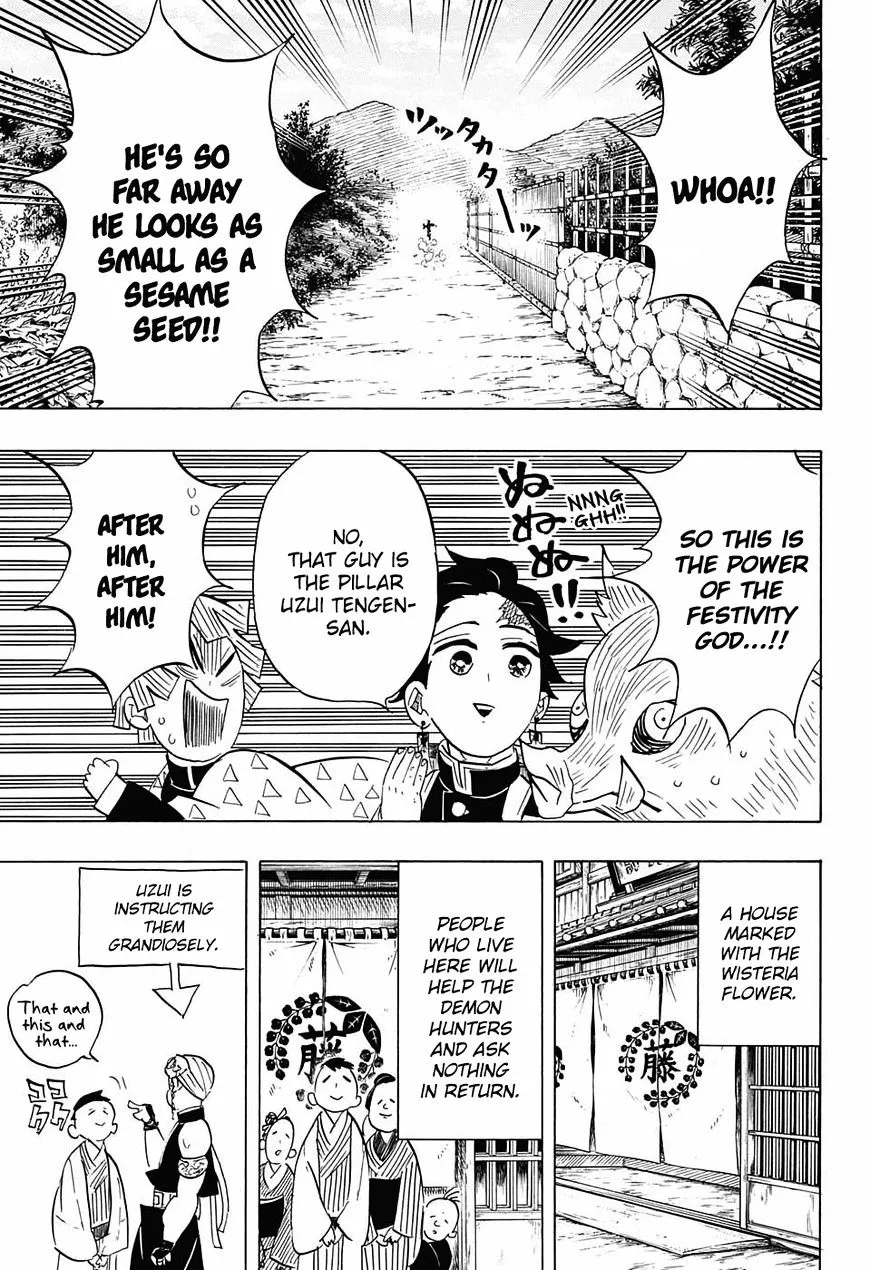 WHOA!!
ツッタカターッ
HE'S SO
FAR AWAY
HE LOOKS AS
SMALL AS A
SESAME
SEED!!
SO THIS IS
THE POWER
OF THE
FESTIVITY
GOD...!!
NNNG
GHH!!
ぬぬぬ!!
NO,
THAT GUY IS
THE PILLAR
UZUI TENGEN-
SAN.
AFTER
HIM,
AFTER
HIM!
A HOUSE
MARKED
WITH THE
WISTERIA
FLOWER.
藤
PEOPLE
WHO LIVE
HERE WILL
HELP THE
DEMON
HUNTERS
AND ASK
NOTHING
IN RETURN.
藤
UZUI IS
INSTRUCTING
THEM
GRANDIOSELY.
That and
this and
that...
コク
コク